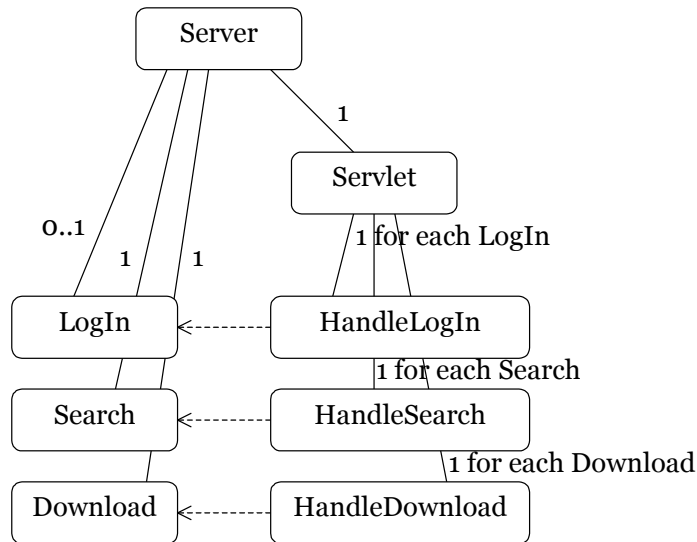 Server
1
Servlet
0..1
1
1
1 for each LogIn
LogIn
HandleLogIn
1 for each Search
Search
HandleSearch
1 for each Download
Download
HandleDownload